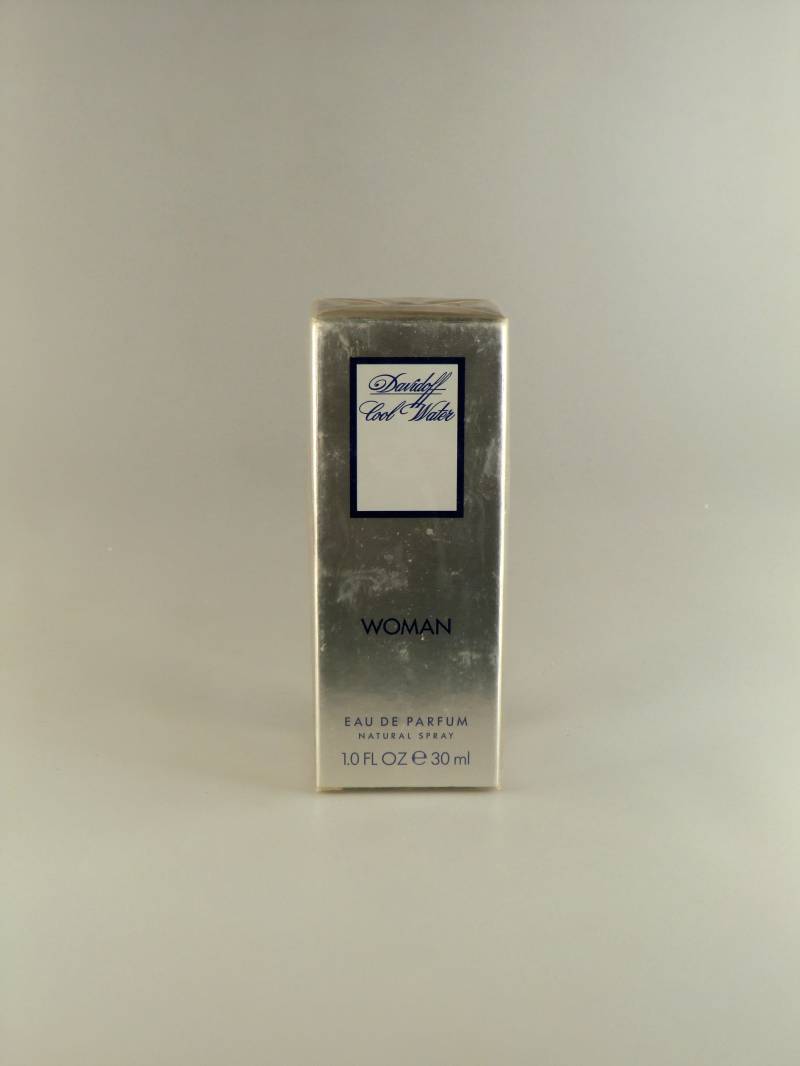 Davidoff
Cool Water
WOMAN
EAU DE PARFUM
NATURAL SPRAY
1.0 FL OZ ℮ 30 ml